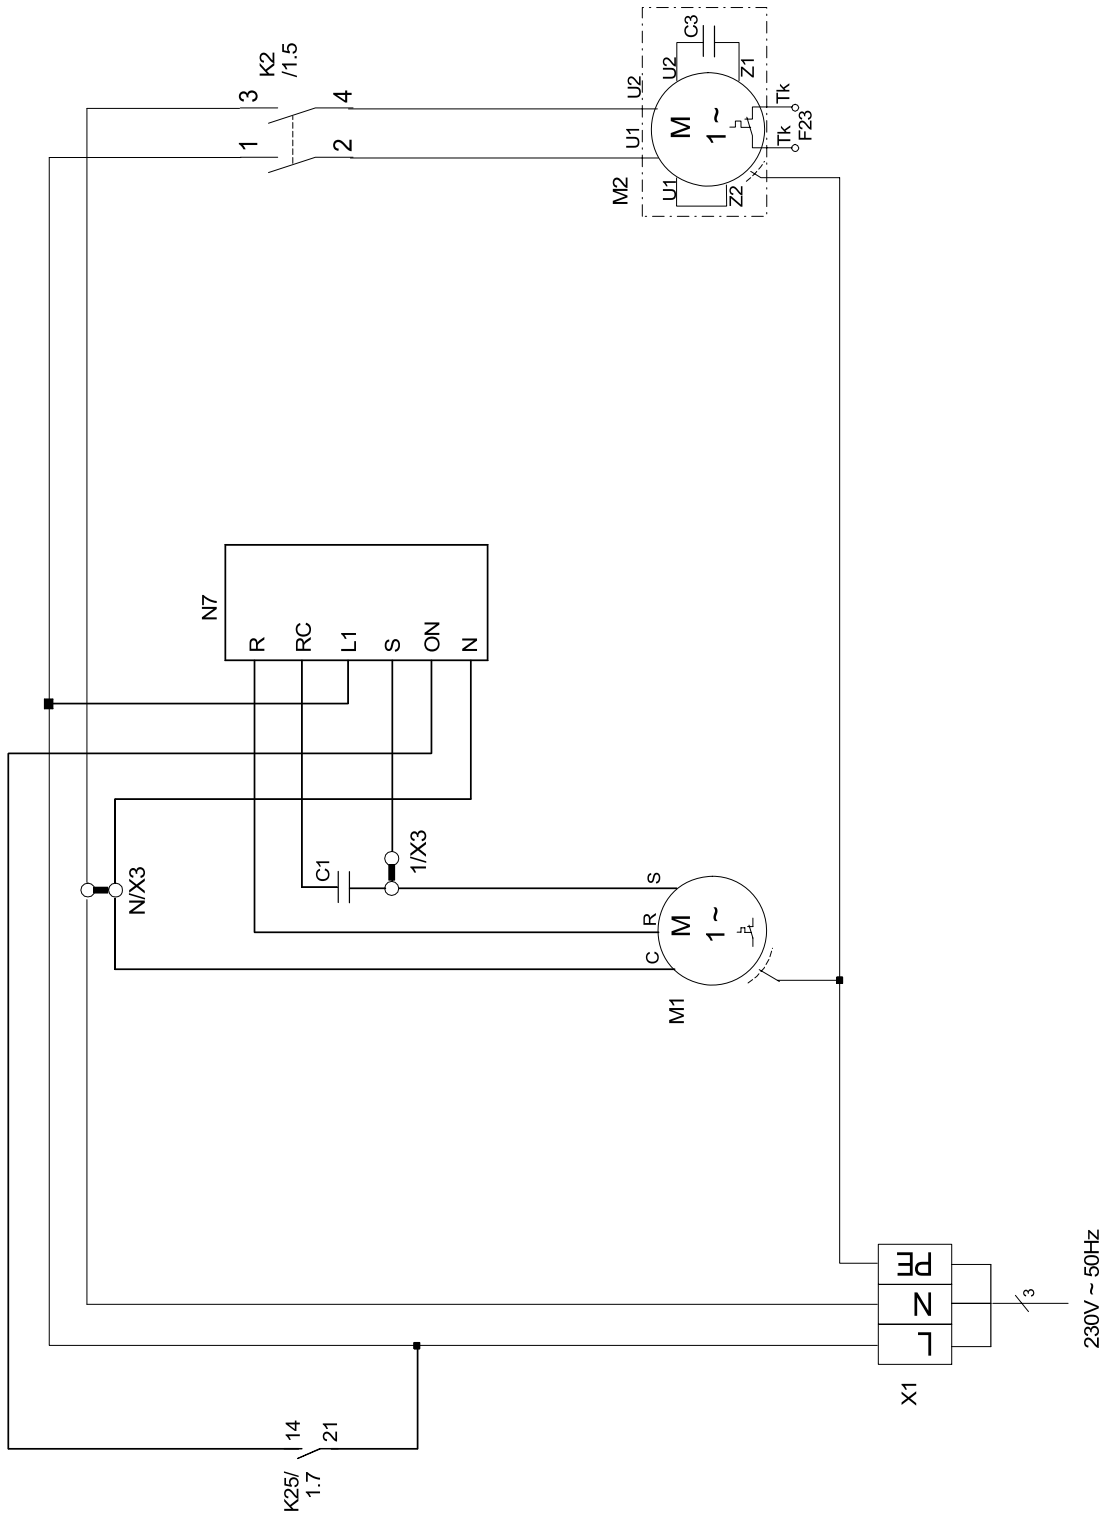 K2
/1.5
3
4
1
2
C3
U2
Z1
U2
U1
M
1 ~
Tk
Tk
F23
M2
U1
Z2
N7
R
RC
L1
S
ON
N
N/X3
C1
1/X3
S
R
C
M
1 ~
M1
PE
N
L
X1
3
230V ~ 50Hz
14
21
K25/
1.7